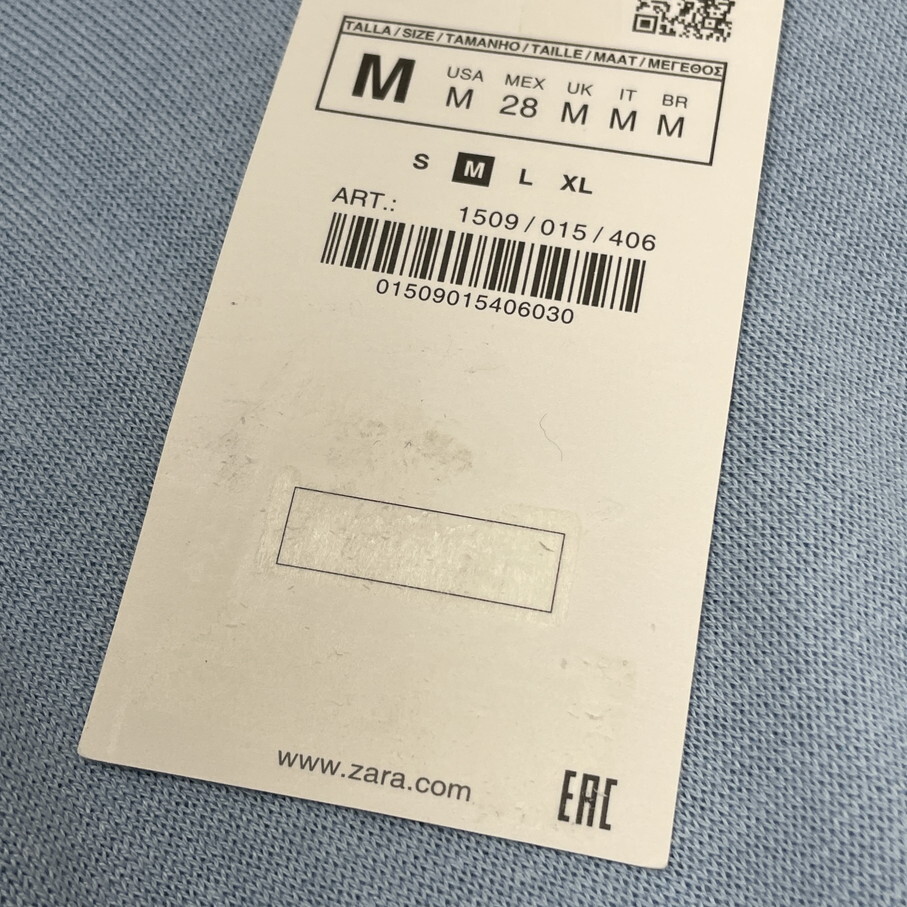 TALLA / SIZE / TAMANHO / TAILLE / MAAT / ΜΕΓΕΘΟΣ
M USA MEX UK IT BR
M 28 M M M
S M L XL
ART.: 1509 / 015 / 406
01509015406030
www.zara.com EAC